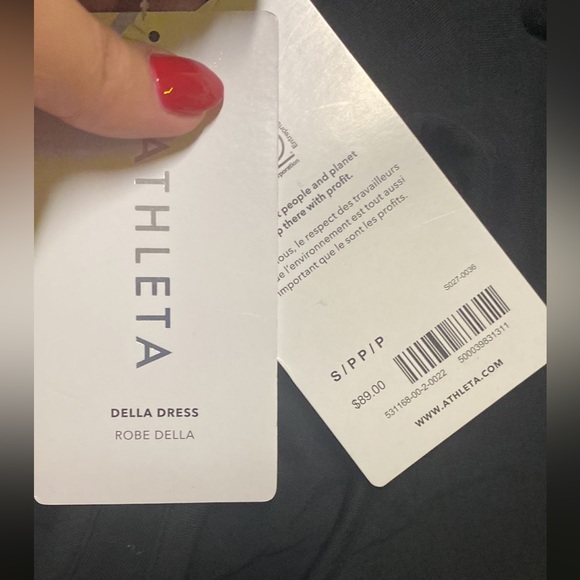 ATHLETA
DELLA DRESS
ROBE DELLA
people and planet
there with profit.
ous, le respect des travailleurs
l'environnement est tout aussi
important que le sont les profits.
S027-0036
S/PP/P
$89.00
531168-00-2-0022
500039831311
WWW.ATHLETA.COM